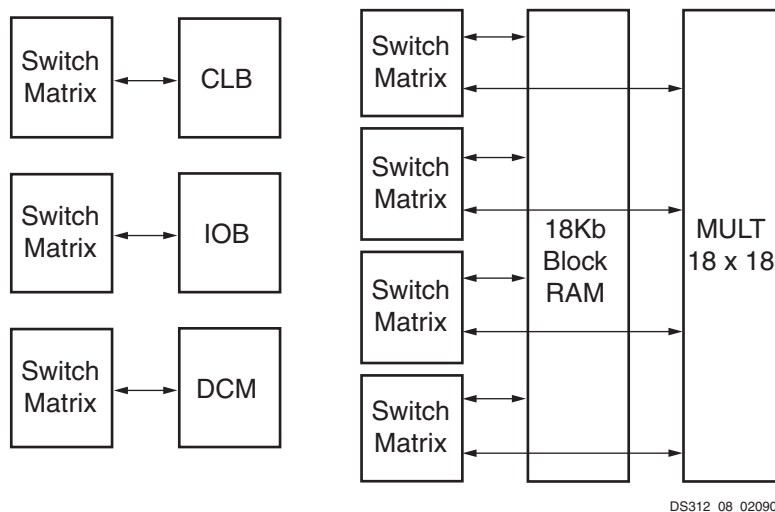 Switch
Matrix
CLB
Switch
Matrix
IOB
Switch
Matrix
DCM
Switch
Matrix
Switch
Matrix
Switch
Matrix
Switch
Matrix
18Kb
Block
RAM
MULT
18 x 18
DS312_08_02090